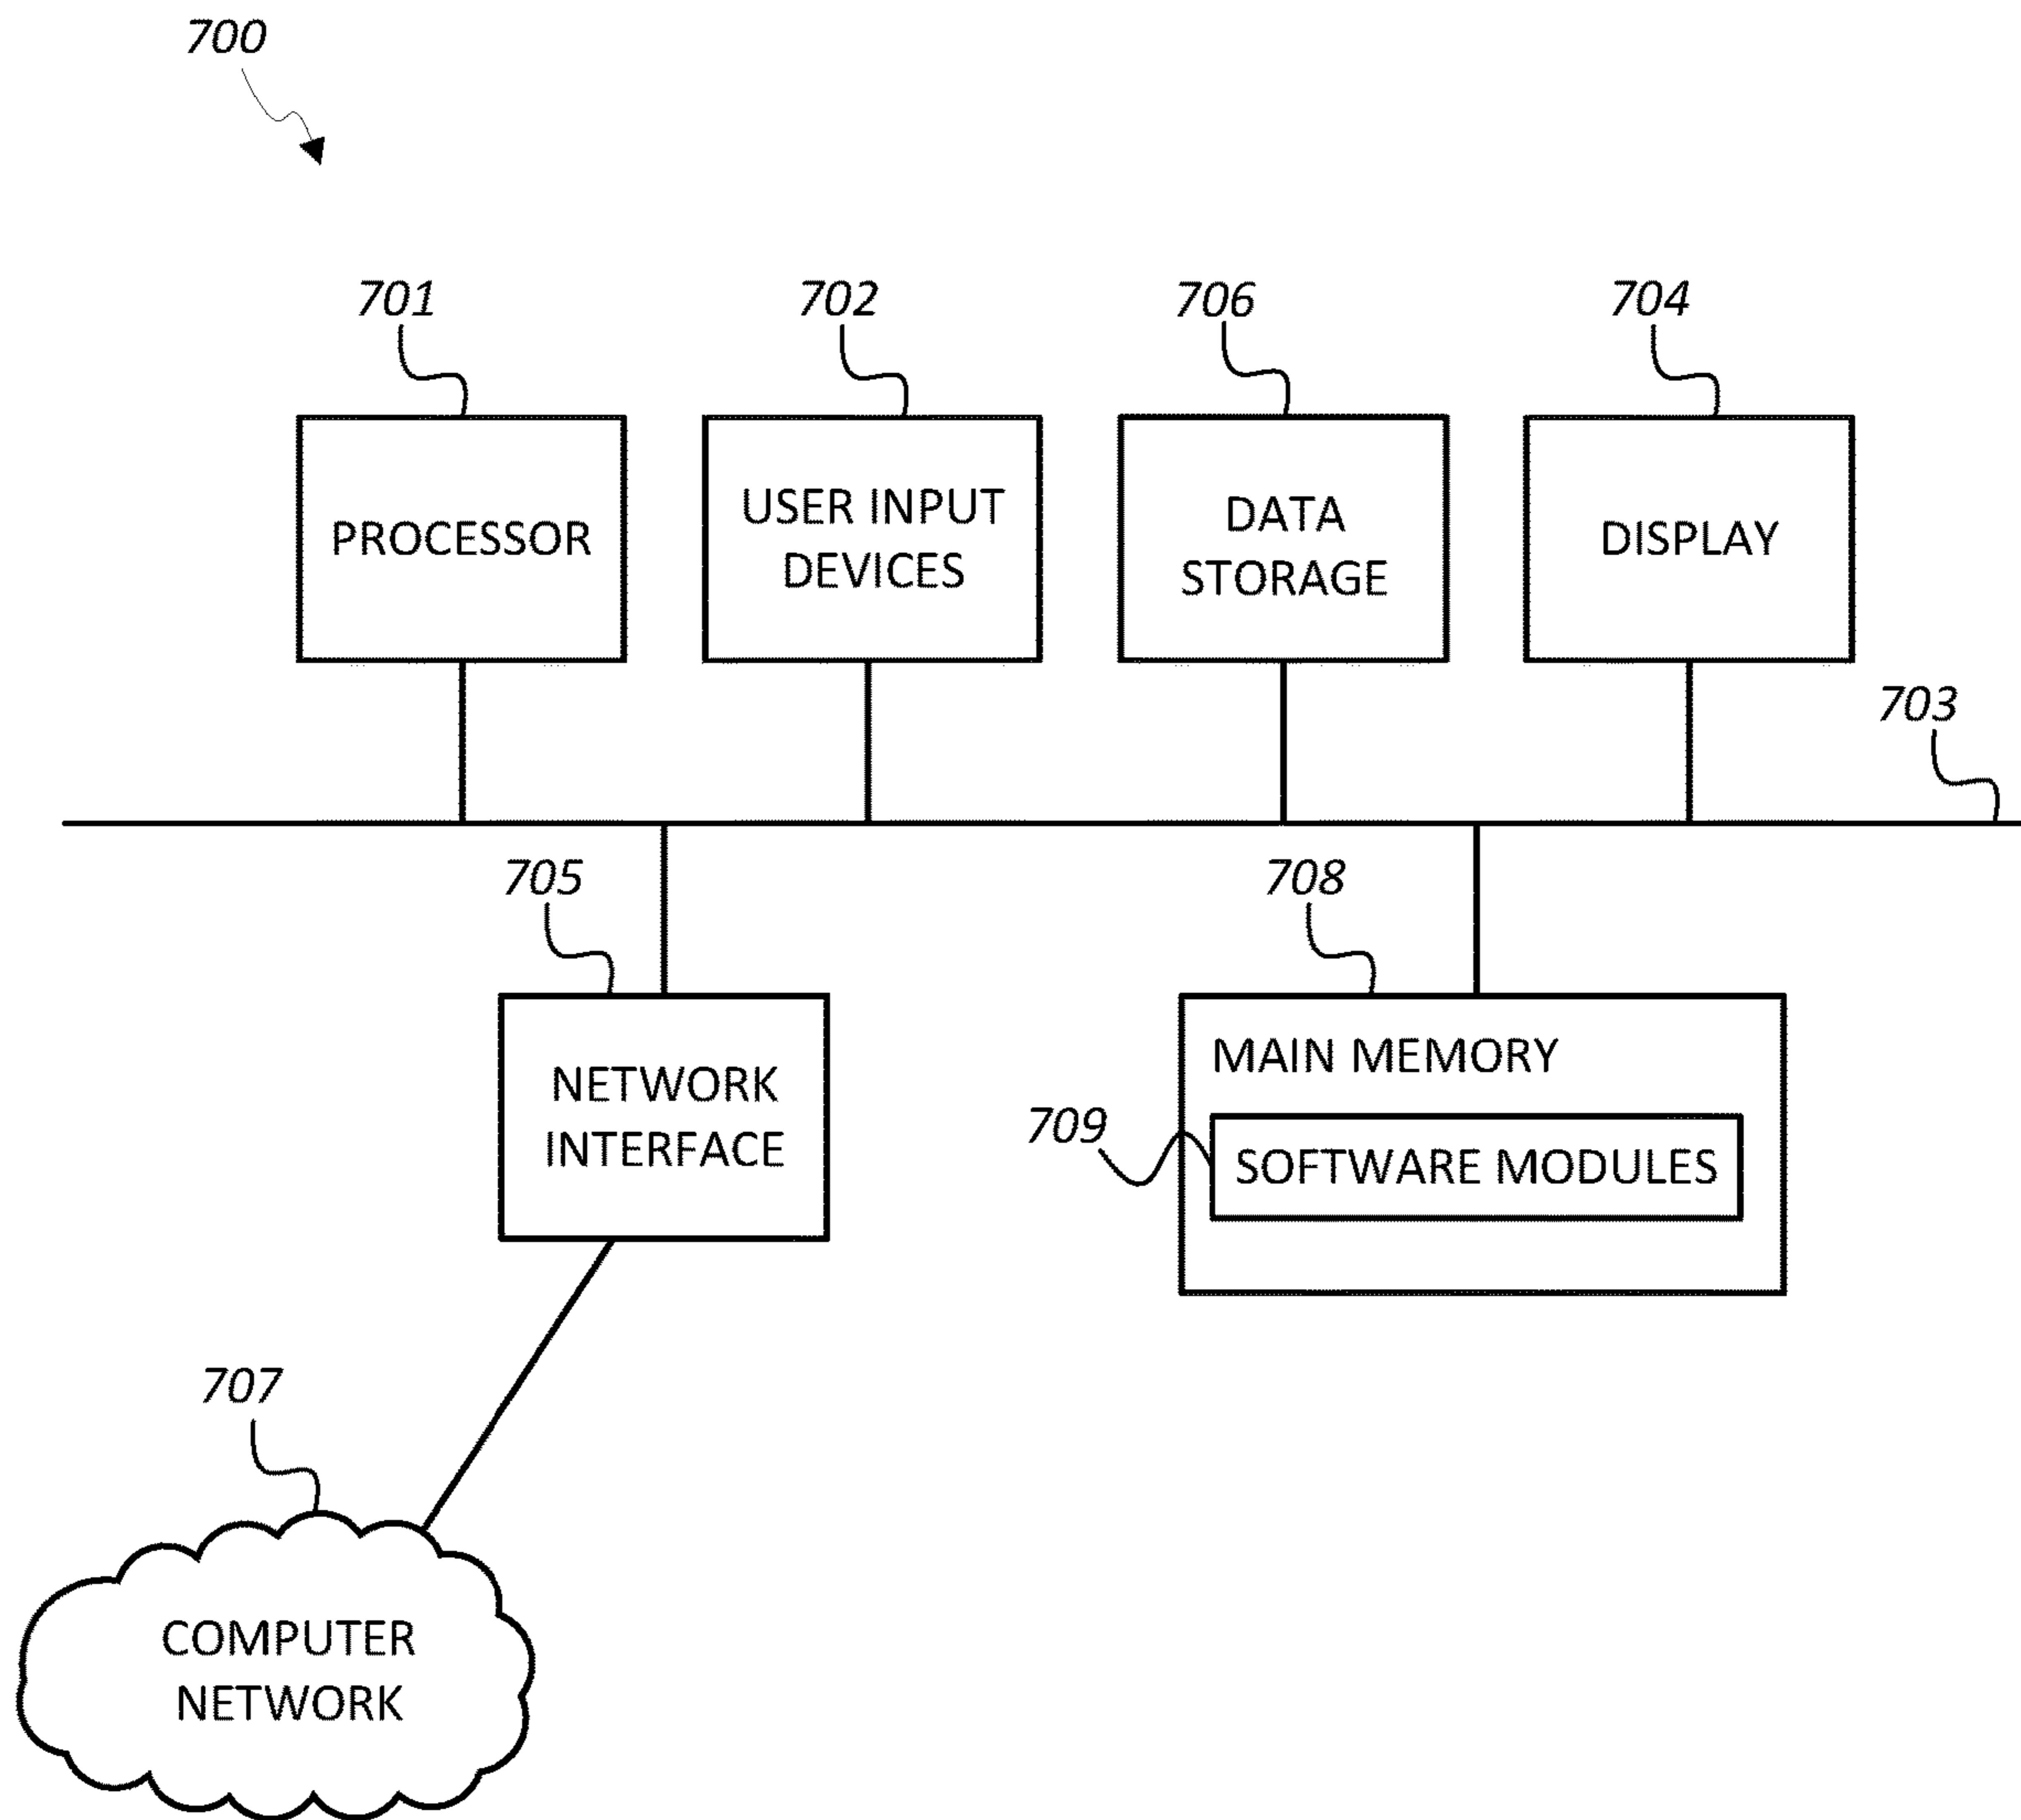 700
701
702
706
704
PROCESSOR
USER INPUT
DEVICES
DATA
STORAGE
DISPLAY
703
705
708
NETWORK
INTERFACE
MAIN MEMORY
709
SOFTWARE MODULES
707
COMPUTER
NETWORK